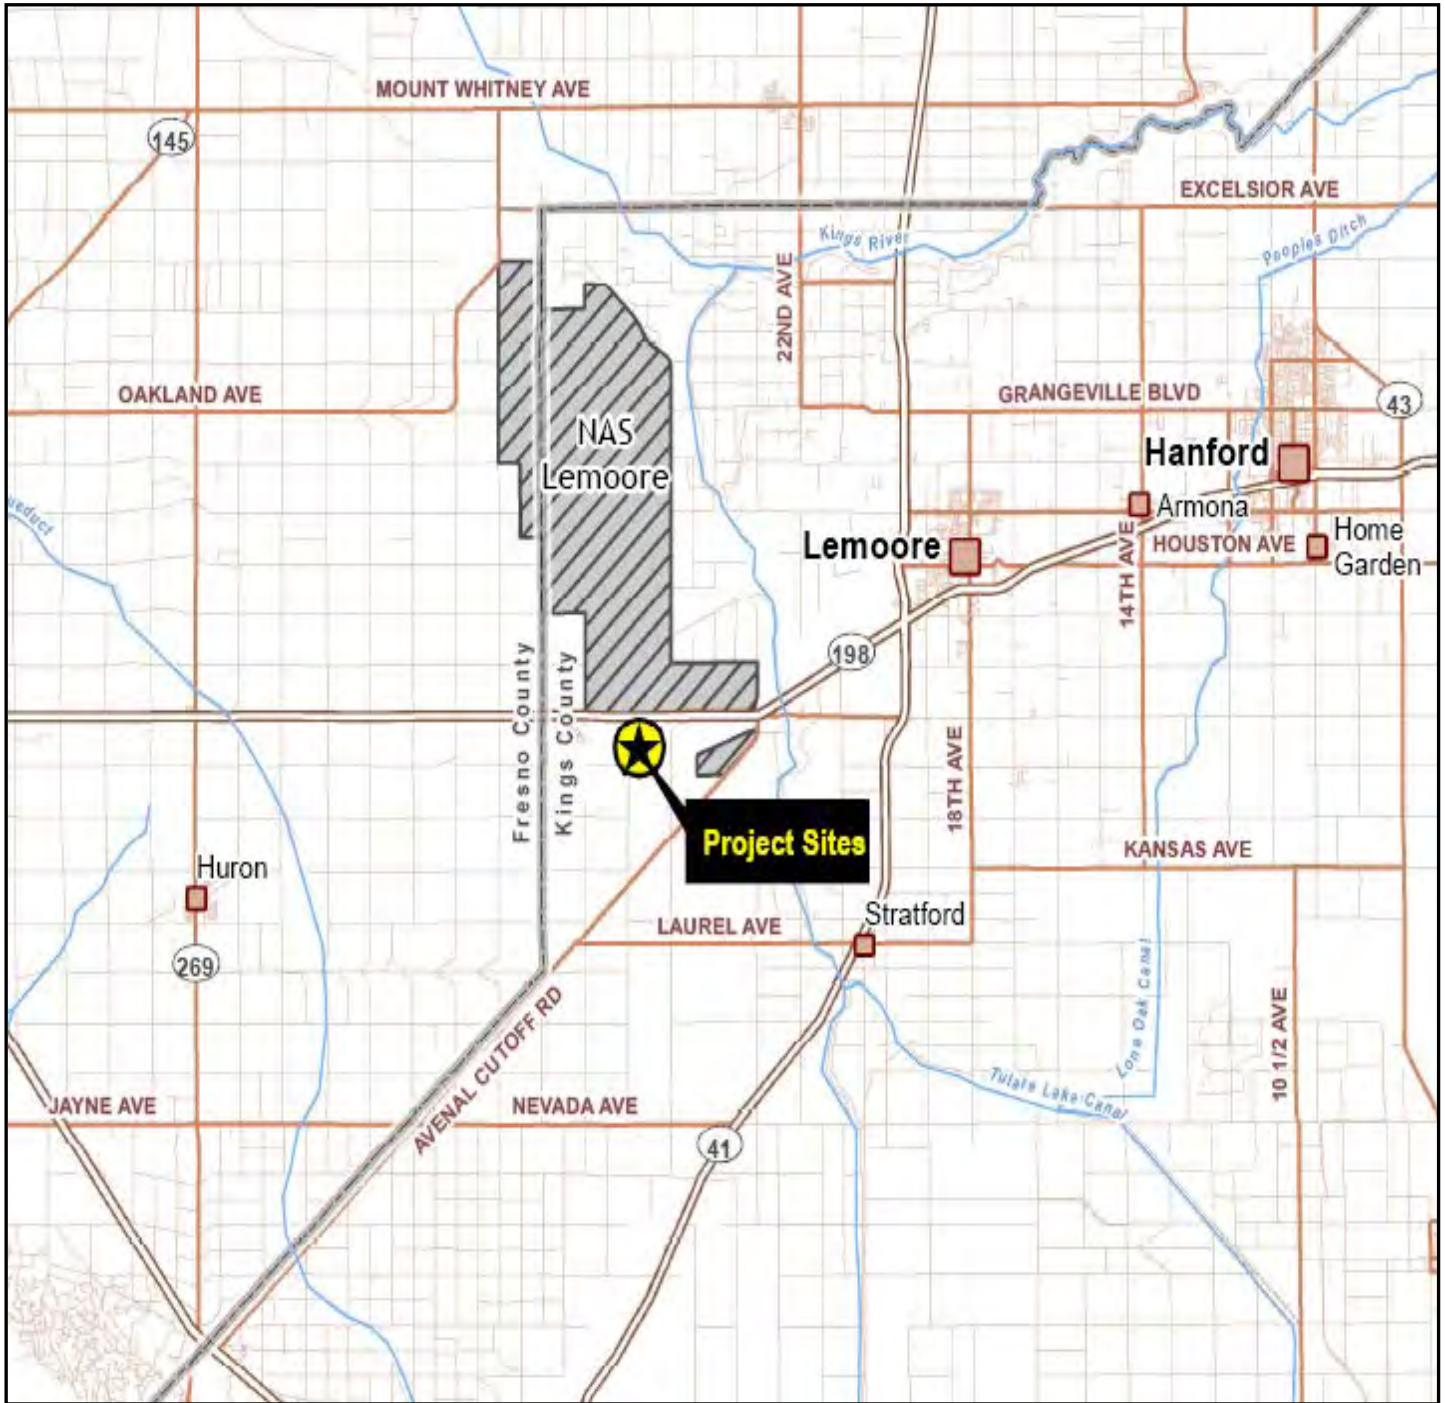 MOUNT WHITNEY AVE
145
EXCELSIOR AVE
Kings River
Peoples Ditch
22ND AVE
OAKLAND AVE
GRANGEVILLE BLVD
43
NAS
Lemoore
Hanford
Armona
Lemoore
HOUSTON AVE
Home
Garden
14TH AVE
198
Fresno County
Kings County
18TH AVE
Project Sites
KANSAS AVE
Huron
LAUREL AVE
Stratford
269
Lone Oak Canal
10 1/2 AVE
AVENAL CUTOFF RD
Tulare Lake Canal
JAYNE AVE
NEVADA AVE
41